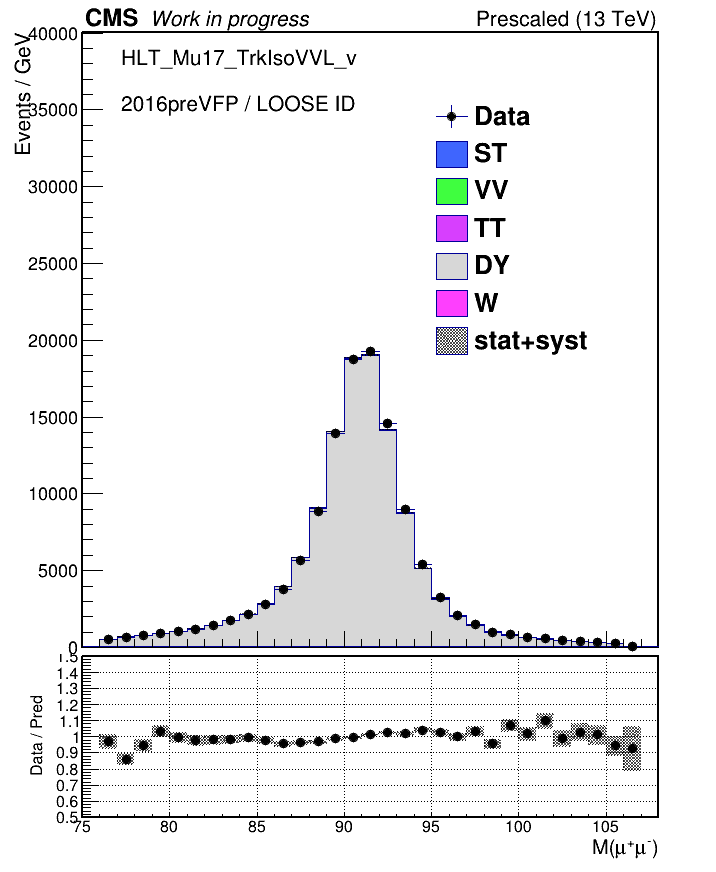 CMS Work in progress Prescaled (13 TeV)
Events / GeV
HLT_Mu17_TrkIsoVVL_v
2016preVFP / LOOSE ID
Data
ST
VV
TT
DY
W
stat+syst
40000
35000
30000
25000
20000
15000
10000
5000
0
Data / Pred
1.5
1.4
1.3
1.2
1.1
1
0.9
0.8
0.7
0.6
0.5
75 80 85 90 95 100 105
M(μ⁺μ⁻)